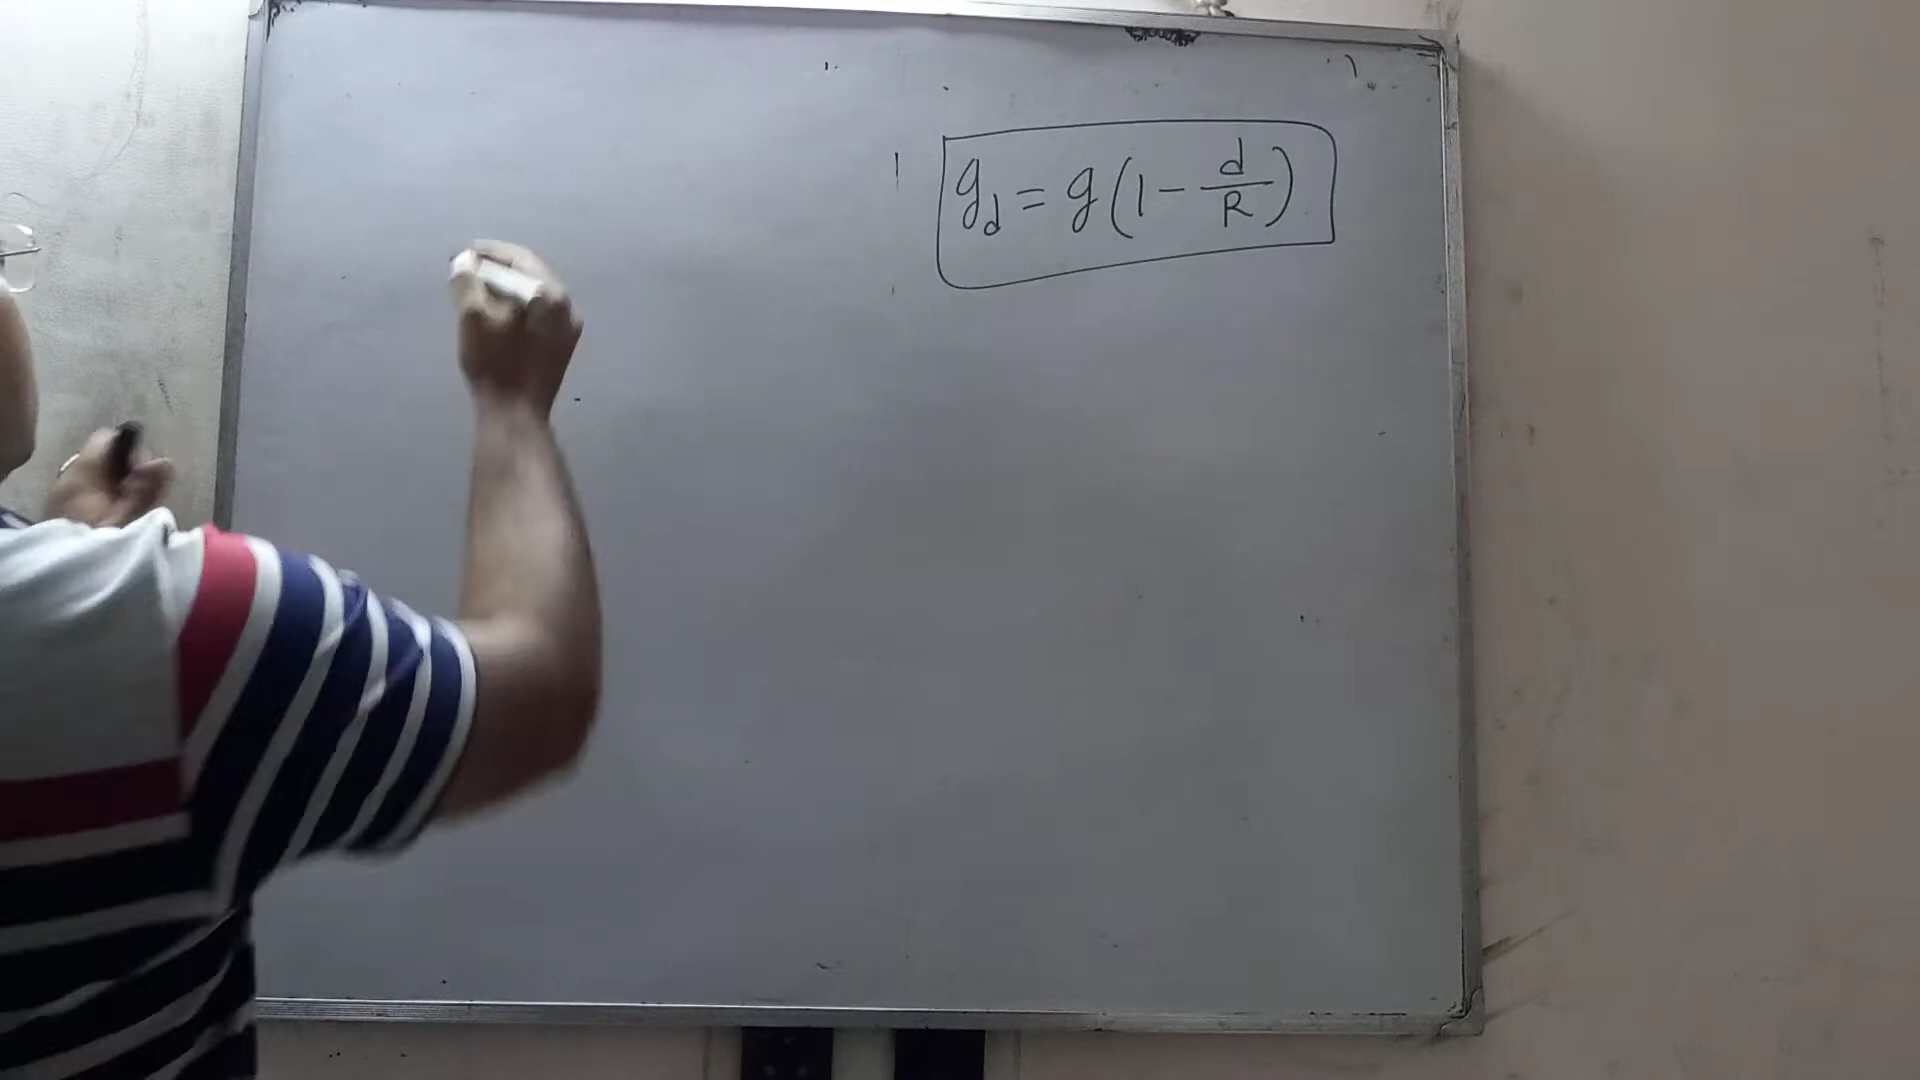 g_d = g(1 - d/R)